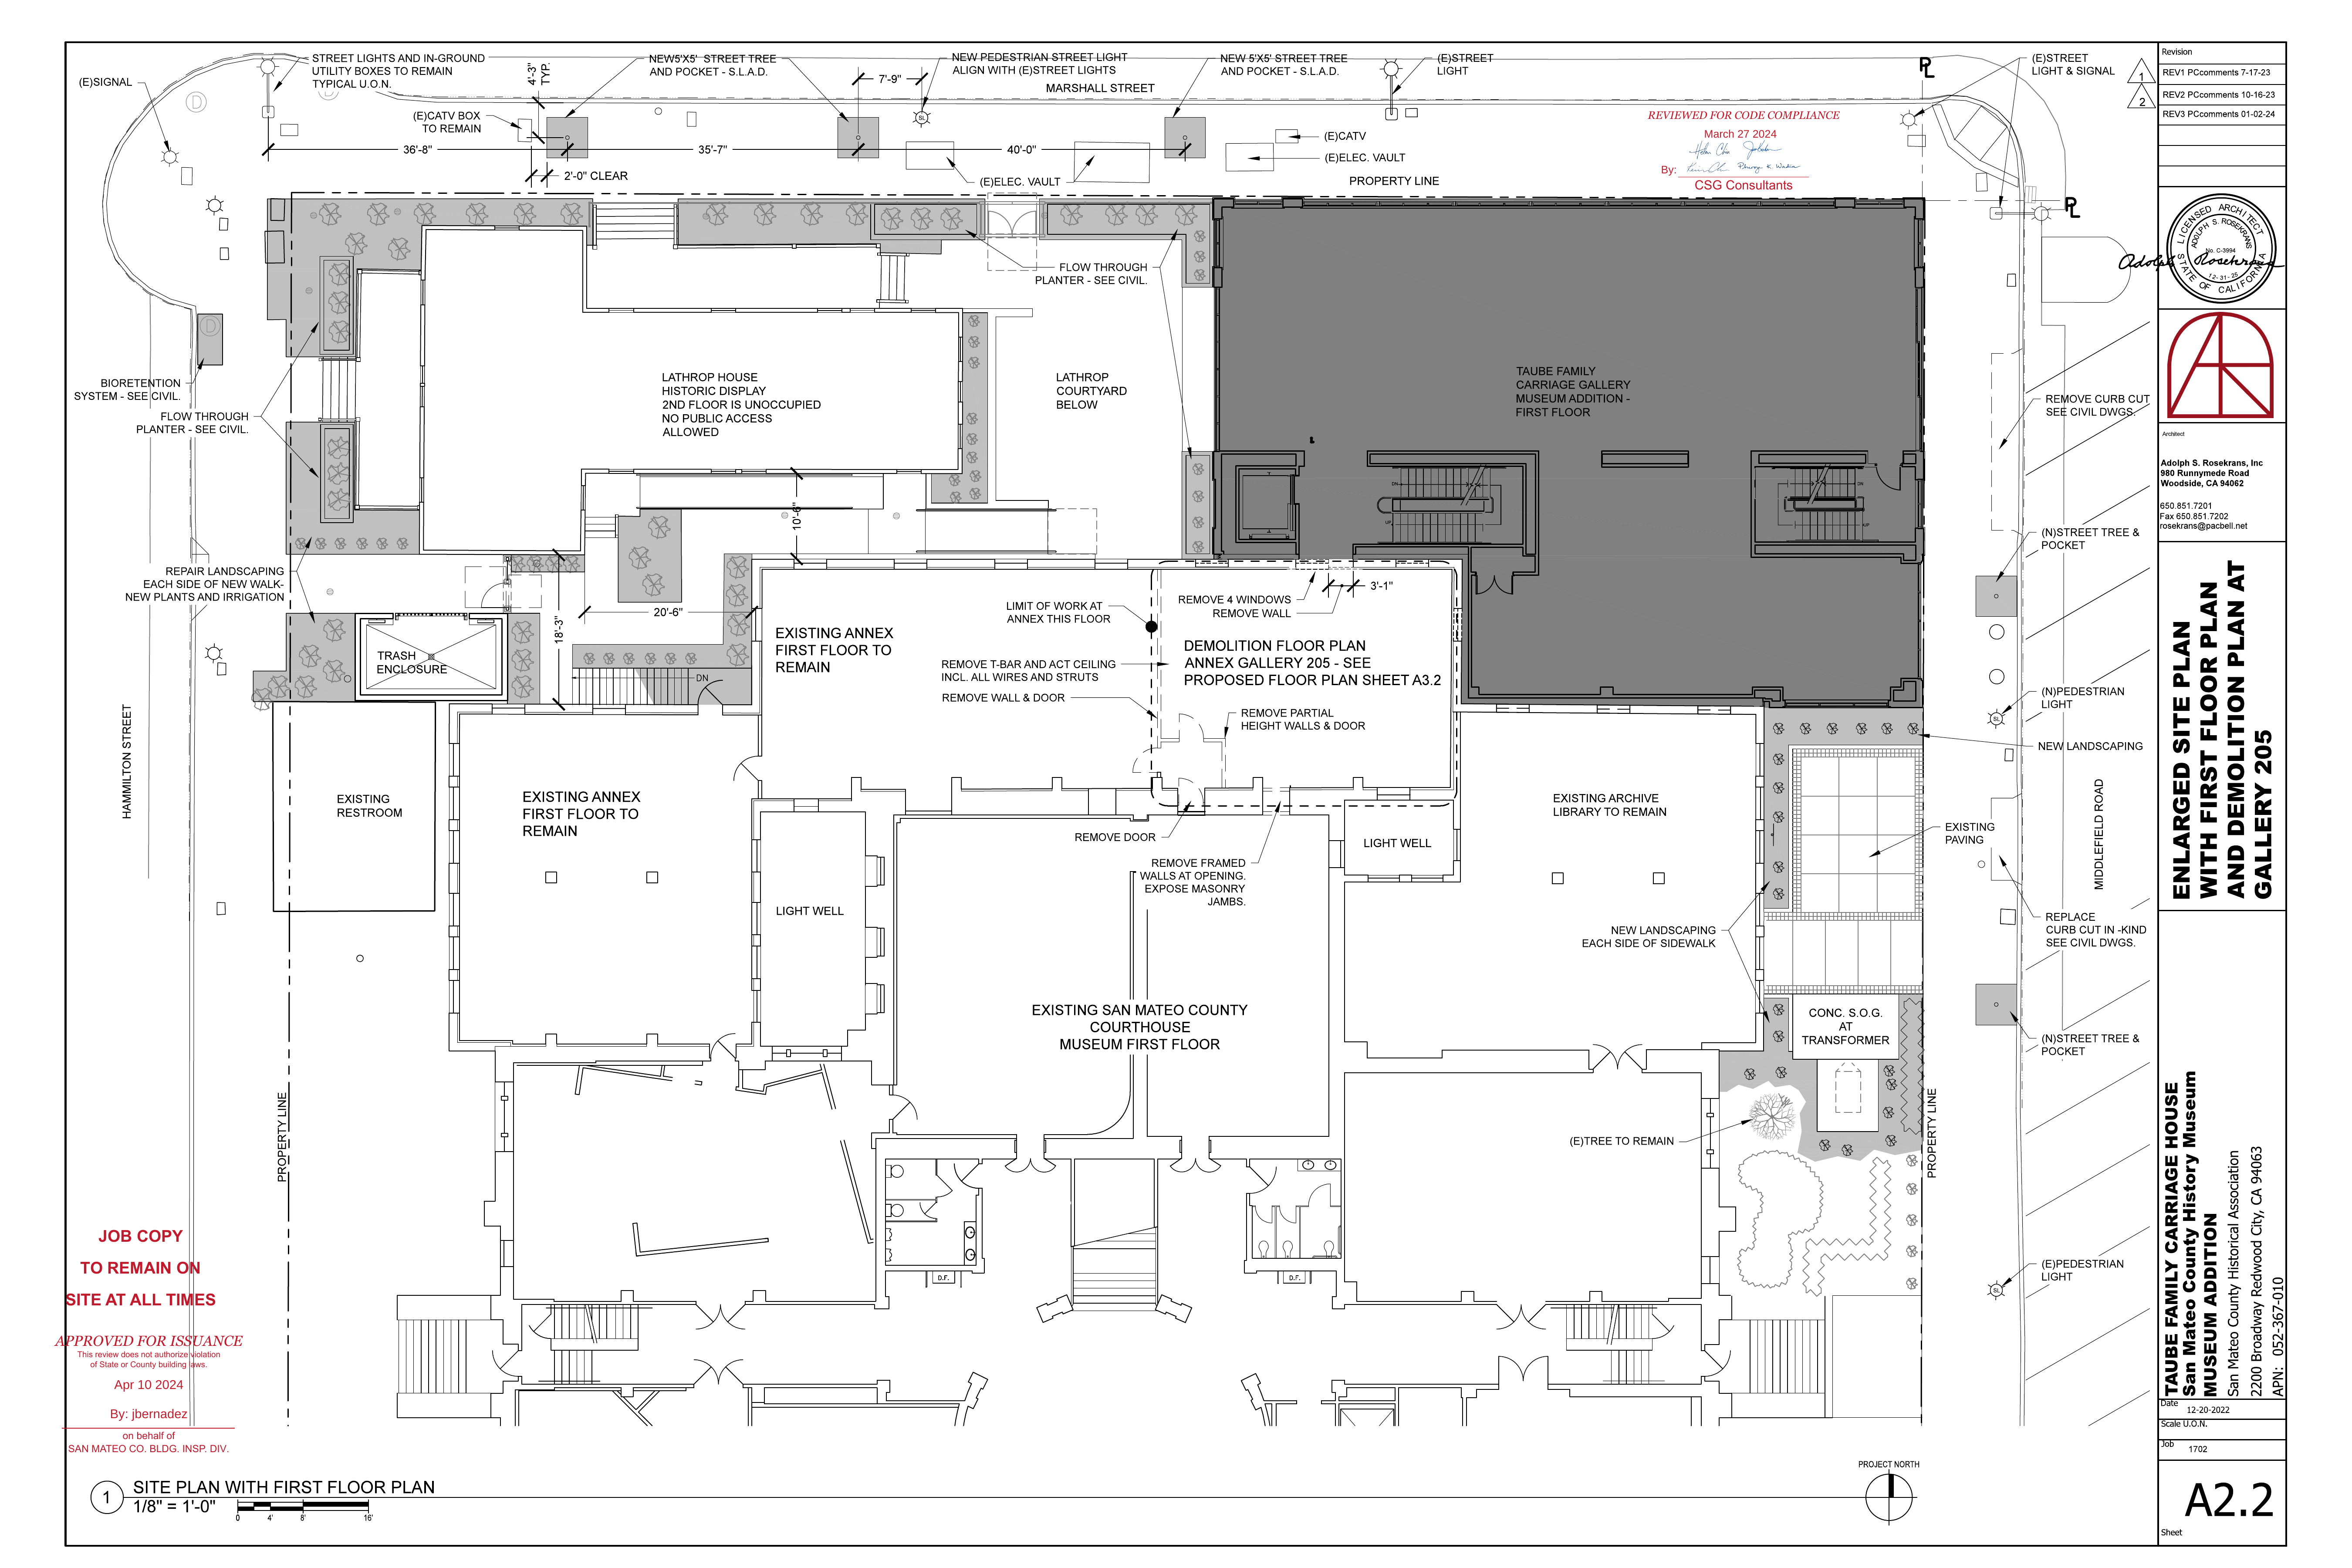 STREET LIGHTS AND IN-GROUND
UTILITY BOXES TO REMAIN
TYPICAL U.O.N.
(E)SIGNAL
4'-3"
TYP.
NEW5'X5'  STREET TREE
AND POCKET - S.L.A.D.
7'-9"
NEW PEDESTRIAN STREET LIGHT
ALIGN WITH (E)STREET LIGHTS
MARSHALL STREET
NEW 5'X5' STREET TREE
AND POCKET - S.L.A.D.
(E)STREET
LIGHT
PL
(E)STREET
LIGHT & SIGNAL
(E)CATV BOX
TO REMAIN
SL
36'-8"
35'-7"
40'-0"
2'-0" CLEAR
(E)ELEC. VAULT
(E)CATV
(E)ELEC. VAULT
PROPERTY LINE
REVIEWED FOR CODE COMPLIANCE
March 27 2024
By:
CSG Consultants
PL
D
D
FLOW THROUGH
PLANTER - SEE CIVIL.
BIORETENTION
SYSTEM - SEE CIVIL.
FLOW THROUGH
PLANTER - SEE CIVIL.
LATHROP HOUSE
HISTORIC DISPLAY
2ND FLOOR IS UNOCCUPIED
NO PUBLIC ACCESS
ALLOWED
LATHROP
COURTYARD
BELOW
TAUBE FAMILY
CARRIAGE GALLERY
MUSEUM ADDITION -
FIRST FLOOR
DN
UP
DN
UP
REMOVE CURB CUT
SEE CIVIL DWGS.
(N)STREET TREE &
POCKET
10'-6"
REPAIR LANDSCAPING
EACH SIDE OF NEW WALK-
NEW PLANTS AND IRRIGATION
20'-6"
18'-3"
TRASH
ENCLOSURE
DN
LIMIT OF WORK AT
ANNEX THIS FLOOR
REMOVE 4 WINDOWS
REMOVE WALL
3'-1"
EXISTING ANNEX
FIRST FLOOR TO
REMAIN
DEMOLITION FLOOR PLAN
ANNEX GALLERY 205 - SEE
PROPOSED FLOOR PLAN SHEET A3.2
REMOVE T-BAR AND ACT CEILING
INCL. ALL WIRES AND STRUTS
REMOVE WALL & DOOR
REMOVE PARTIAL
HEIGHT WALLS & DOOR
(N)PEDESTRIAN
LIGHT
SL
NEW LANDSCAPING
HAMMILTON STREET
MIDDLEFIELD ROAD
EXISTING
RESTROOM
EXISTING ANNEX
FIRST FLOOR TO
REMAIN
LIGHT WELL
REMOVE DOOR
REMOVE FRAMED
WALLS AT OPENING.
EXPOSE MASONRY
JAMBS.
LIGHT WELL
EXISTING ARCHIVE
LIBRARY TO REMAIN
EXISTING
PAVING
NEW LANDSCAPING
EACH SIDE OF SIDEWALK
REPLACE
CURB CUT IN -KIND
SEE CIVIL DWGS.
EXISTING SAN MATEO COUNTY
COURTHOUSE
MUSEUM FIRST FLOOR
CONC. S.O.G.
AT
TRANSFORMER
(N)STREET TREE &
POCKET
PROPERTY LINE
(E)TREE TO REMAIN
PROPERTY LINE
D.F.
D.F.
(E)PEDESTRIAN
LIGHT
SL
JOB COPY
TO REMAIN ON
SITE AT ALL TIMES
APPROVED FOR ISSUANCE
This review does not authorize violation
of State or County building laws.
Apr 10 2024
By: jbernadez
on behalf of
SAN MATEO CO. BLDG. INSP. DIV.
1
SITE PLAN WITH FIRST FLOOR PLAN
1/8" = 1'-0"
0 4' 8' 16'
PROJECT NORTH
Revision
1
REV1 PCcomments 7-17-23
2
REV2 PCcomments 10-16-23
REV3 PCcomments 01-02-24
LICENSED ARCHITECT
ADOLPH S. ROSEKRANS
No. C-3994
12-31-25
STATE OF CALIFORNIA
Adolph Rosekrans
Architect
Adolph S. Rosekrans, Inc
980 Runnymede Road
Woodside, CA 94062
650.851.7201
Fax 650.851.7202
rosekrans@pacbell.net
ENLARGED SITE PLAN
WITH FIRST FLOOR PLAN
AND DEMOLITION PLAN AT
GALLERY 205
TAUBE FAMILY CARRIAGE HOUSE
San Mateo County History Museum
MUSEUM ADDITION
San Mateo County Historical Association
2200 Broadway Redwood City, CA 94063
APN:  052-367-010
Date
12-20-2022
Scale U.O.N.
Job
1702
A2.2
Sheet